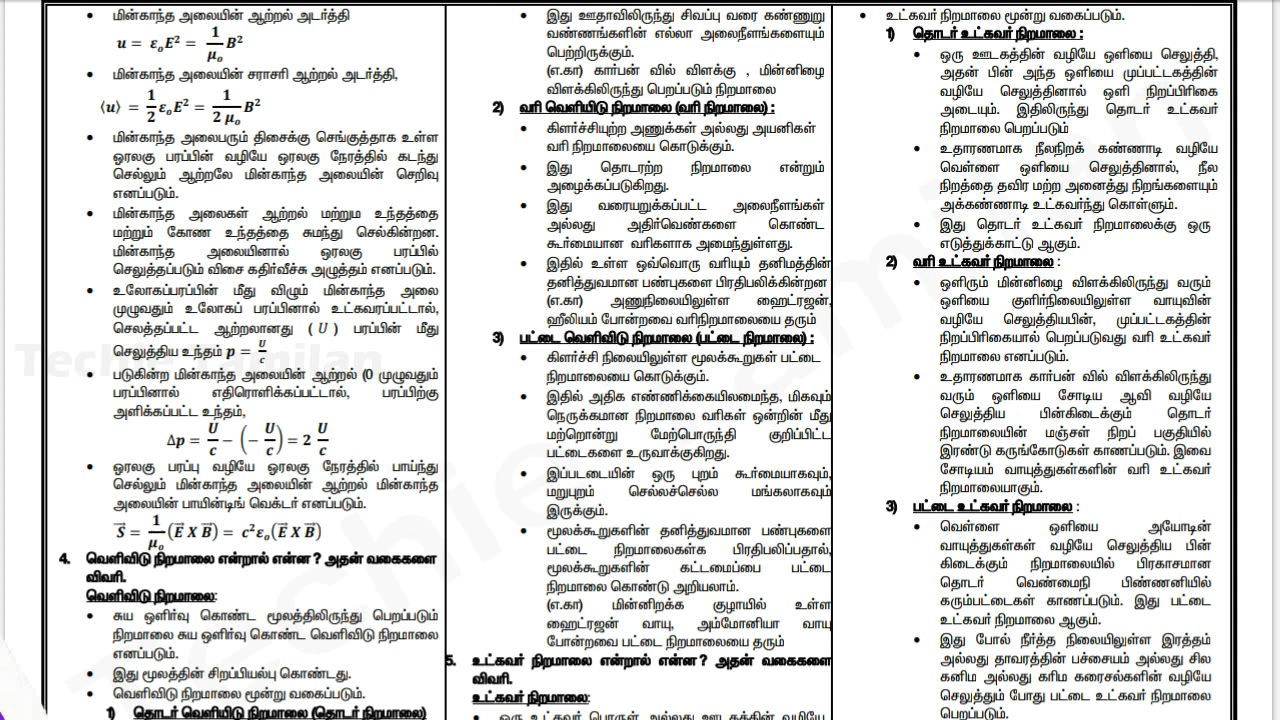 • மின்காந்த அலையின் ஆற்றல் அடர்த்தி
u = ε₀E² = 1/μ₀ B²
• மின்காந்த அலையின் சராசரி ஆற்றல் அடர்த்தி,
⟨u⟩ = 1/2 ε₀E² = 1/2 μ₀ B²
• மின்காந்த அலைபரும் திசைக்கு செங்குத்தாக உள்ள
ஓரலகு பரப்பின் வழியே ஓரலகு நேரத்தில் கடந்து
செல்லும் ஆற்றலே மின்காந்த அலையின் செறிவு
எனப்படும்.
• மின்காந்த அலைகள் ஆற்றல் மற்றும உந்தத்தை
மற்றும் கோண உந்தத்தை சுமந்து செல்கின்றன.
மின்காந்த அலையினால் ஓரலகு பரப்பில்
செலுத்தப்படும் விசை கதிர்வீச்சு அழுத்தம் எனப்படும்.
• உலோகப்பரப்பின் மீது விழும் மின்காந்த அலை
முழுவதும் உலோகப் பரப்பினால் உட்கவரப்பட்டால்,
செலத்தப்பட்ட ஆற்றலானது ( U ) பரப்பின் மீது
செலுத்திய உந்தம் p = U/c
• படுகின்ற மின்காந்த அலையின் ஆற்றல் (0 முழுவதும்
பரப்பினால் எதிரொளிக்கப்பட்டால், பரப்பிற்கு
அளிக்கப்பட்ட உந்தம்,
Δp = U/c − (− U/c) = 2 U/c
• ஓரலகு பரப்பு வழியே ஓரலகு நேரத்தில் பாய்ந்து
செல்லும் மின்காந்த அலையின் ஆற்றல் மின்காந்த
அலையின் பாயின்டிங் வெக்டர் எனப்படும்.
S⃗ = 1/μ₀ (E⃗ X B⃗) = c²ε₀(E⃗ X B⃗)
4. வெளிவிடு நிறமாலை என்றால் என்ன? அதன் வகைகளை
விவரி.
வெளிவிடு நிறமாலை:
• சுய ஒளிர்வு கொண்ட மூலத்திலிருந்து பெறப்படும்
நிறமாலை சுய ஒளிர்வு கொண்ட வெளிவிடு நிறமாலை
எனப்படும்.
• இது மூலத்தின் சிறப்பியல்பு கொண்டது.
• வெளிவிடு நிறமாலை மூன்று வகைப்படும்.
1) தொடர் வெளியிடு நிறமாலை (தொடர் நிறமாலை)
• இது ஊதாவிலிருந்து சிவப்பு வரை கண்ணுறு
வண்ணங்களின் எல்லா அலைநீளங்களையும்
பெற்றிருக்கும்.
(எ.கா) கார்பன் வில் விளக்கு , மின்னிழை
விளக்கிலிருந்து பெறப்படும் நிறமாலை
2) வரி வெளியிடு நிறமாலை (வரி நிறமாலை) :
• கிளர்ச்சியுற்ற அணுக்கள் அல்லது அயனிகள்
வரி நிறமாலையை கொடுக்கும்.
• இது தொடரற்ற நிறமாலை என்றும்
அழைக்கப்படுகிறது.
• இது வரையறுக்கப்பட்ட அலைநீளங்கள்
அல்லது அதிர்வெண்களை கொண்ட
கூர்மையான வரிகளாக அமைந்துள்ளது.
• இதில் உள்ள ஒவ்வொரு வரியும் தனிமத்தின்
தனித்துவமான பண்புகளை பிரதிபலிக்கின்றன
(எ.கா) அணுநிலையிலுள்ள ஹைட்ரஜன்,
ஹீலியம் போன்றவை வரிநிறமாலையை தரும்
3) பட்டை வெளிவிடு நிறமாலை (பட்டை நிறமாலை) :
• கிளர்ச்சி நிலையிலுள்ள மூலக்கூறுகள் பட்டை
நிறமாலையை கொடுக்கும்.
• இதில் அதிக எண்ணிக்கையிலமைந்த, மிகவும்
நெருக்கமான நிறமாலை வரிகள் ஒன்றின் மீது
மற்றொன்று மேற்பொருந்தி குறிப்பிட்ட
பட்டைகளை உருவாக்குகிறது.
• இப்படடையின் ஒரு புறம் கூர்மையாகவும்,
மறுபுறம் செல்லச்செல்ல மங்கலாகவும்
இருக்கும்.
• மூலக்கூறுகளின் தனித்துவமான பண்புகளை
பட்டை நிறமாலைகள்க பிரதிபலிப்பதால்,
மூலக்கூறுகளின் கட்டமைப்பை பட்டை
நிறமாலை கொண்டு அறியலாம்.
(எ.கா) மின்னிறக்க குழாயில் உள்ள
ஹைட்ரஜன் வாயு, அம்மோனியா வாயு
போன்றவை பட்டை நிறமாலையை தரும்
5. உட்கவர் நிறமாலை என்றால் என்ன? அதன் வகைகளை
விவரி.
உட்கவர் நிறமாலை:
• ஒரு உட்கவர் பொருள் அல்லது ஊடகத்தின் வழியே
• உட்கவர் நிறமாலை மூன்று வகைப்படும்.
1) தொடர் உட்கவர் நிறமாலை :
• ஒரு ஊடகத்தின் வழியே ஒளியை செலுத்தி,
அதன் பின் அந்த ஒளியை முப்பட்டகத்தின்
வழியே செலுத்தினால் ஒளி நிறப்பிரிகை
அடையும். இதிலிருந்து தொடர் உட்கவர்
நிறமாலை பெறப்படும்
• உதாரணமாக நீலநிறக் கண்ணாடி வழியே
வெள்ளை ஒளியை செலுத்தினால், நீல
நிறத்தை தவிர மற்ற அனைத்து நிறங்களையும்
அக்கண்ணாடி உட்கவர்ந்து கொள்ளும்.
• இது தொடர் உட்கவர் நிறமாலைக்கு ஒரு
எடுத்துக்காட்டு ஆகும்.
2) வரி உட்கவர் நிறமாலை :
• ஒளிரும் மின்னிழை விளக்கிலிருந்து வரும்
ஒளியை குளிர்நிலையிலுள்ள வாயுவின்
வழியே செலுத்தியபின், முப்பட்டகத்தின்
நிறப்பிரிகையால் பெறப்படுவது வரி உட்கவர்
நிறமாலை எனப்படும்.
• உதாரணமாக கார்பன் வில் விளக்கிலிருந்து
வரும் ஒளியை சோடிய ஆவி வழியே
செலுத்திய பின்கிடைக்கும் தொடர்
நிறமாலையின் மஞ்சள் நிறப் பகுதியில்
இரண்டு கருங்கோடுகள் காணப்படும். இவை
சோடியம் வாயுத்துகள்களின் வரி உட்கவர்
நிறமாலையாகும்.
3) பட்டை உட்கவர் நிறமாலை :
• வெள்ளை ஒளியை அயோடின்
வாயுத்துகள்கள் வழியே செலுத்திய பின்
கிடைக்கும் நிறமாலையில் பிரகாசமான
தொடர் வெண்மைநி பிண்ணனியில்
கரும்பட்டைகள் காணப்படும். இது பட்டை
உட்கவர் நிறமாலை ஆகும்.
• இது போல் நீர்த்த நிலையிலுள்ள இரத்தம்
அல்லது தாவரத்தின் பச்சையம் அல்லது சில
கனிம அல்லது கரிம கரைசல்களின் வழியே
செலுத்தும் போது பட்டை உட்கவர் நிறமாலை
பெறப்படும்.
Techie Tamilan